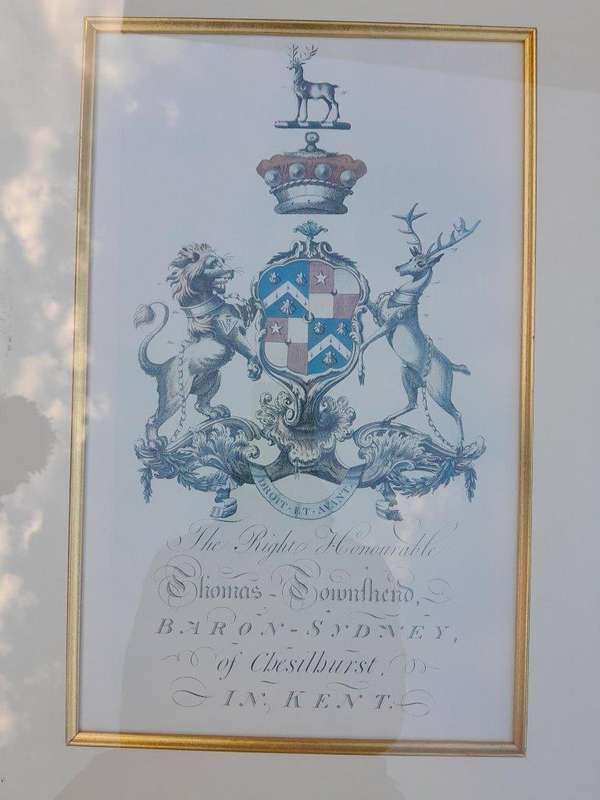 DROIT·ET·AVANT
The Right Honourable
Thomas-Townshend,
BARON-SYDNEY,
of Chesilhurst,
IN, KENT.